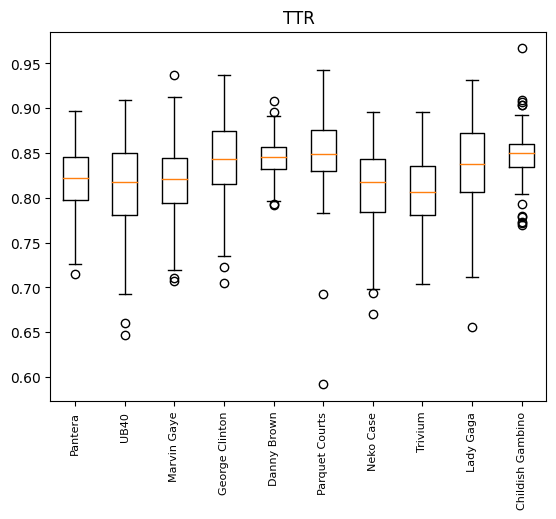 TTR
0.95
0.90
0.85
0.80
0.75
0.70
0.65
0.60
Pantera
UB40
Marvin Gaye
George Clinton
Danny Brown
Parquet Courts
Neko Case
Trivium
Lady Gaga
Childish Gambino